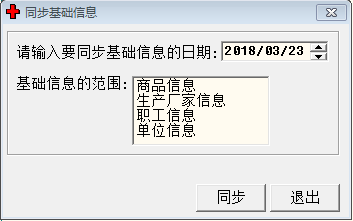 同步基础信息
请输入要同步基础信息的日期: 2018/03/23
基础信息的范围:
商品信息
生产厂家信息
职工信息
单位信息
同步 退出